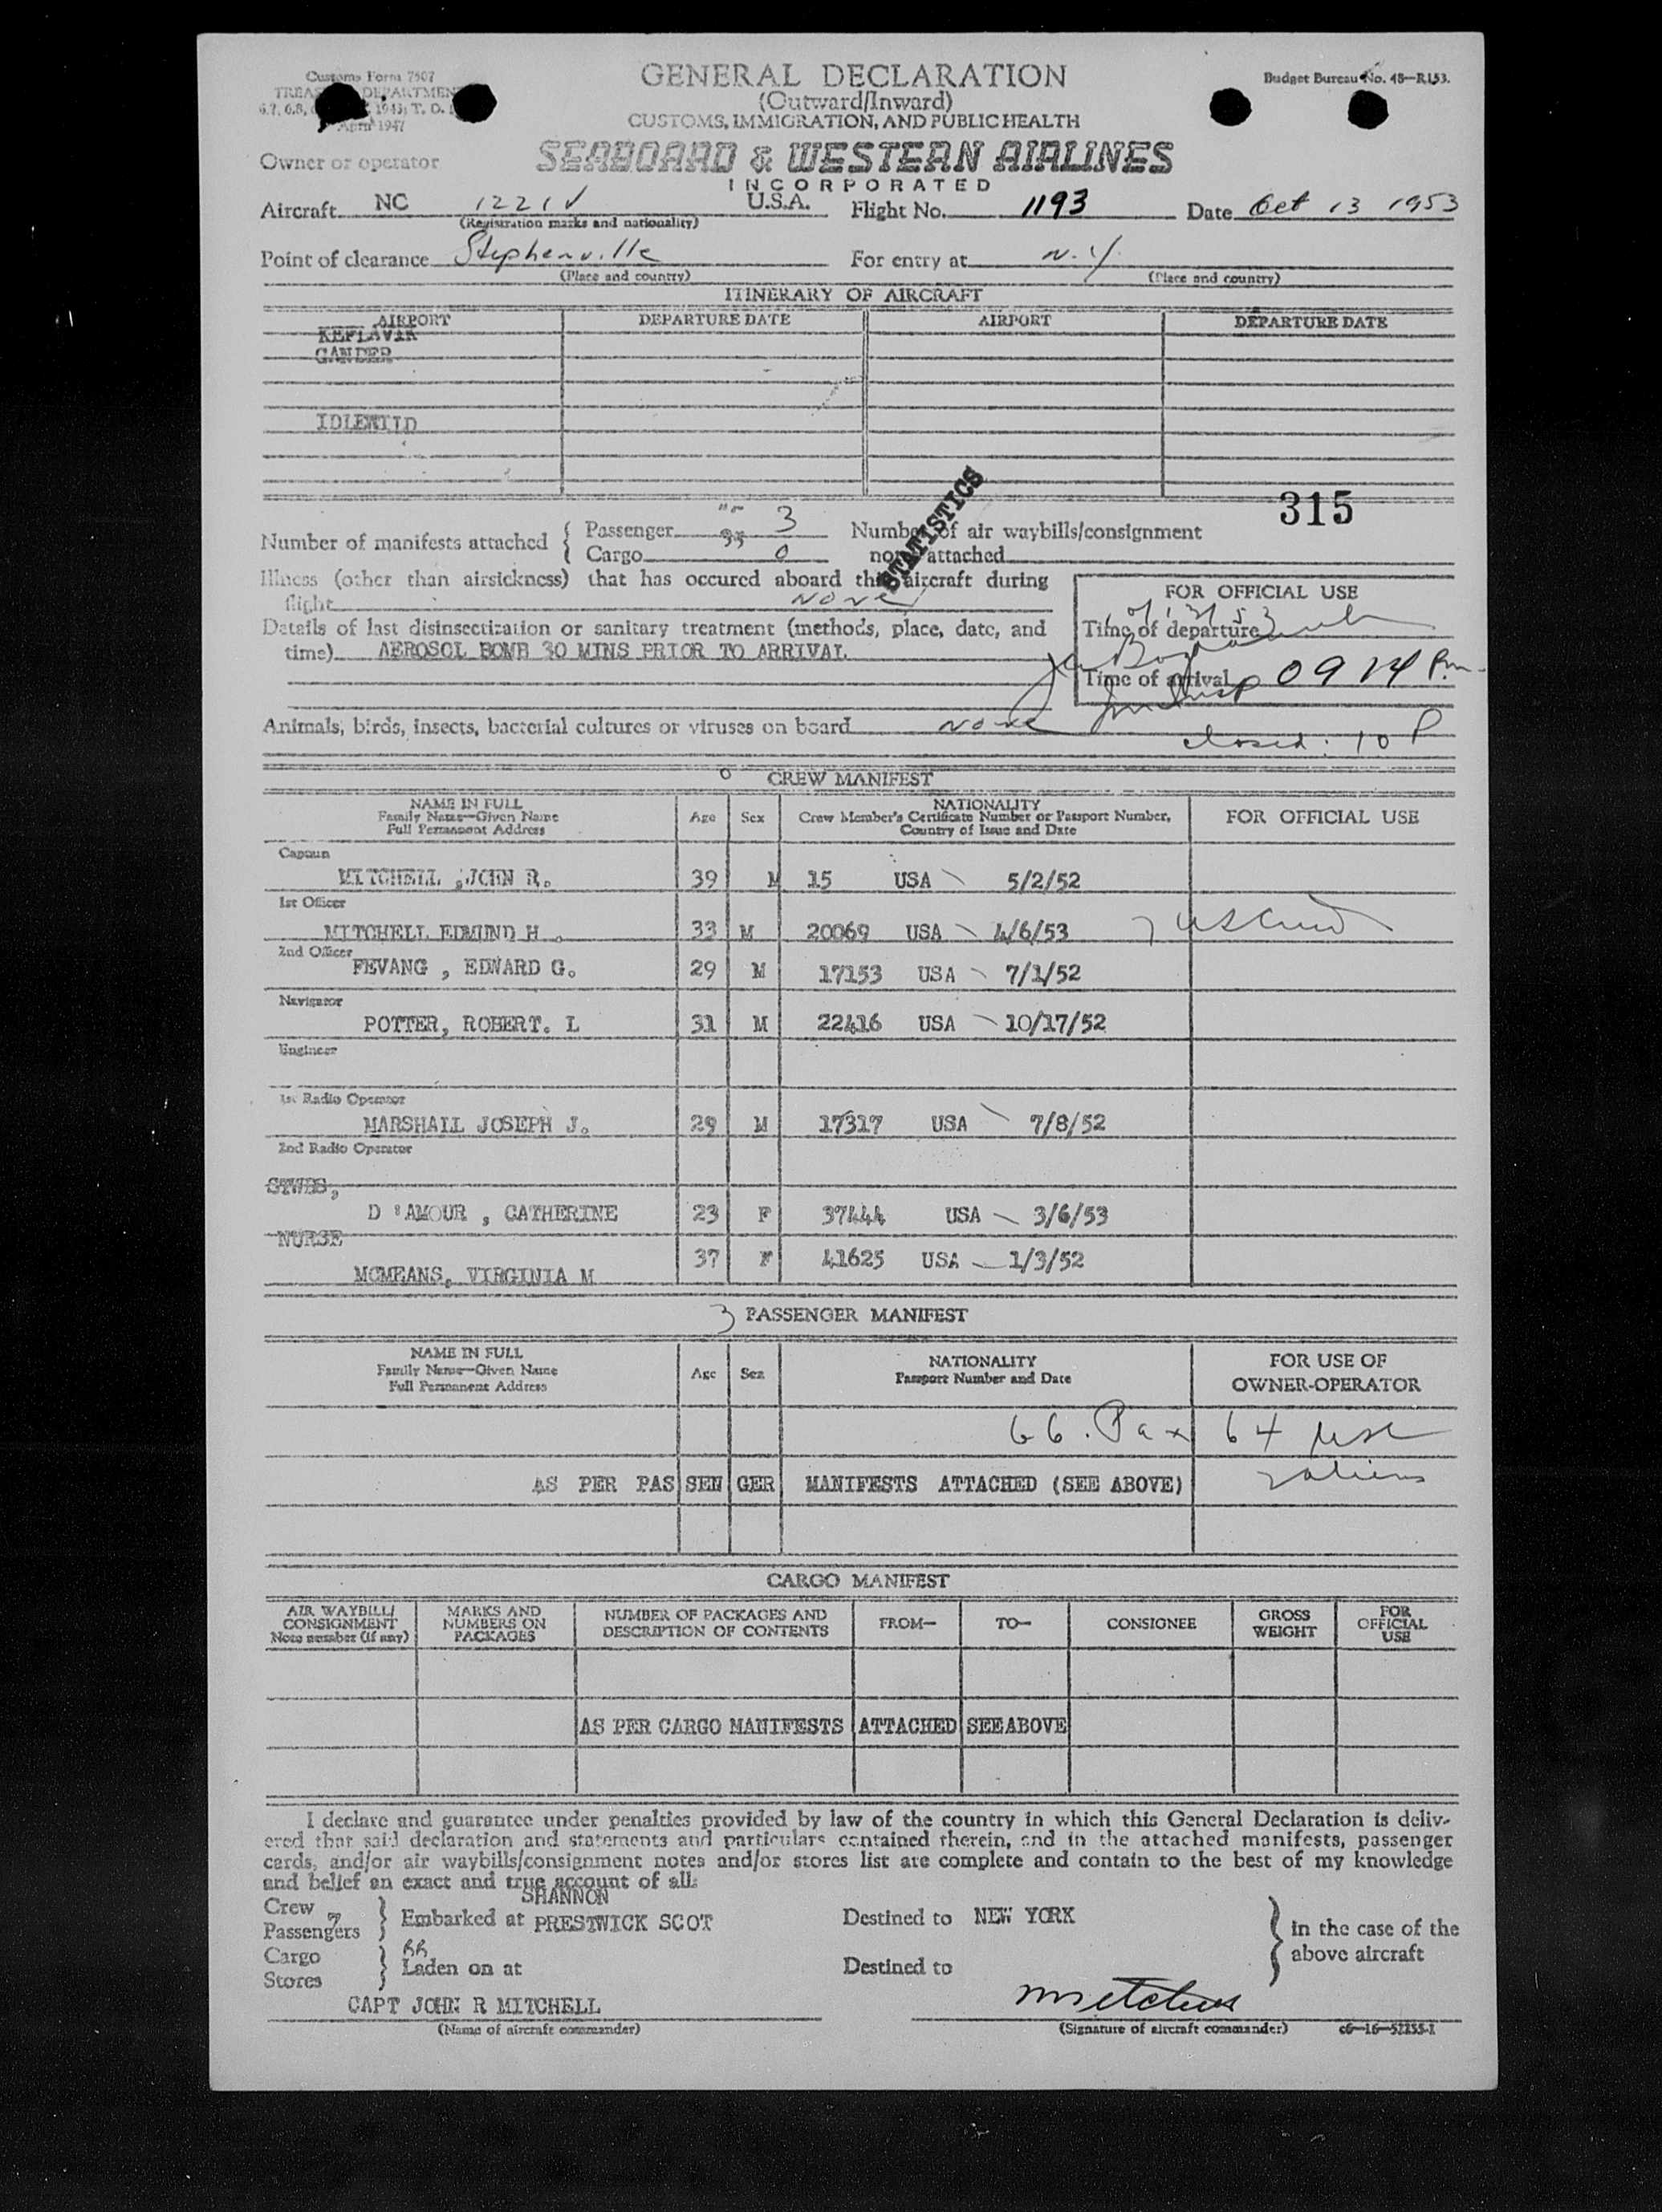 Customs Form 7507
GENERAL DECLARATION
Budget Bureau No. 48—R153.
TREA DEPARTMEN
(Outward/Inward)
6.7, 6.8, 1943; T. D.
CUSTOMS, IMMIGRATION, AND PUBLIC HEALTH
April 1947
Owner or operator SEABOARD & WESTERN AIRLINES
INCORPORATED
Aircraft NC 1221V U.S.A. Flight No. 1193 Date Oct 13 1953
(Registration marks and nationality)
Point of clearance Stephenville For entry at N.Y.
(Place and country) (Place and country)
ITINERARY OF AIRCRAFT
AIRPORT DEPARTURE DATE AIRPORT DEPARTURE DATE
KEFLAVIK
GANDER
IDLEWILD
STATISTICS
315
Number of manifests attached { Passenger 3 Number of air waybills/consignment
Cargo 0 notes attached
Illness (other than airsickness) that has occured aboard this aircraft during
flight None
FOR OFFICIAL USE
Details of last disinsectization or sanitary treatment (methods, place, date, and
Time of departure
time) AEROSOL BOMB 30 MINS PRIOR TO ARRIVAL
Time of arrival 0914 Pm
Animals, birds, insects, bacterial cultures or viruses on board None
closed: 10 P
0 CREW MANIFEST
NAME IN FULL
Family Name—Given Name
Full Permanent Address
Age Sex
NATIONALITY
Crew Member's Certificate Number or Passport Number,
Country of Issue and Date
FOR OFFICIAL USE
Captain
MITCHELL ,JOHN R. 39 M 15 USA 5/2/52
1st Officer
MITCHELL EDMUND H . 33 M 20069 USA 4/6/53
2nd Officer
FEVANG , EDWARD G. 29 M 17153 USA 7/1/52
Navigator
POTTER, ROBERT. L 31 M 22416 USA 10/17/52
Engineer
1st Radio Operator
MARSHALL JOSEPH J. 29 M 17317 USA 7/8/52
2nd Radio Operator
STWDS,
D 'AMOUR , CATHERINE 23 F 37444 USA 3/6/53
NURSE
MCMEANS, VIRGINIA M 37 F 41625 USA 1/3/52
3 PASSENGER MANIFEST
NAME IN FULL
Family Name—Given Name
Full Permanent Address
Age Sex
NATIONALITY
Passport Number and Date
FOR USE OF
OWNER-OPERATOR
66. Pax 64 usc
2 aliens
AS PER PASSENGER MANIFESTS ATTACHED (SEE ABOVE)
CARGO MANIFEST
AIR WAYBILL/
CONSIGNMENT
Note number (if any)
MARKS AND
NUMBERS ON
PACKAGES
NUMBER OF PACKAGES AND
DESCRIPTION OF CONTENTS
FROM— TO— CONSIGNEE
GROSS
WEIGHT
FOR
OFFICIAL
USE
AS PER CARGO MANIFESTS ATTACHED SEE ABOVE
I declare and guarantee under penalties provided by law of the country in which this General Declaration is deliv-
ered that said declaration and statements and particulars contained therein, and in the attached manifests, passenger
cards, and/or air waybills/consignment notes and/or stores list are complete and contain to the best of my knowledge
and belief an exact and true account of all:
SHANNON
Crew 7
Passengers
} Embarked at PRESTWICK SCOT Destined to NEW YORK
} in the case of the
above aircraft
Cargo
Stores
} 66
Laden on at Destined to
CAPT JOHN R MITCHELL
(Name of aircraft commander) (Signature of aircraft commander) c6—16—52255-1